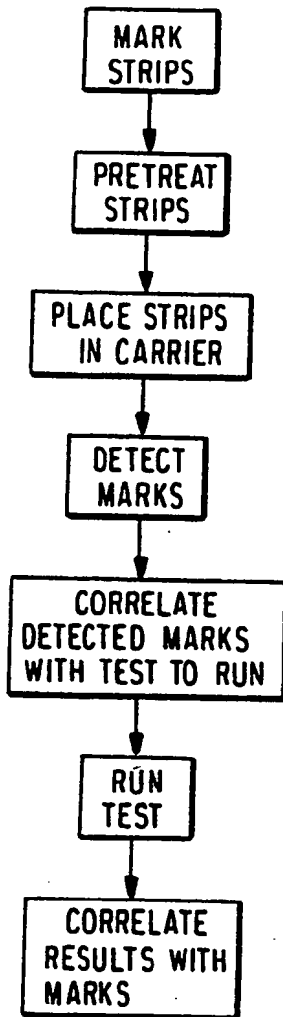 MARK
STRIPS
PRETREAT
STRIPS
PLACE STRIPS
IN CARRIER
DETECT
MARKS
CORRELATE
DETECTED MARKS
WITH TEST TO RUN
RUN
TEST
CORRELATE
RESULTS WITH
MARKS